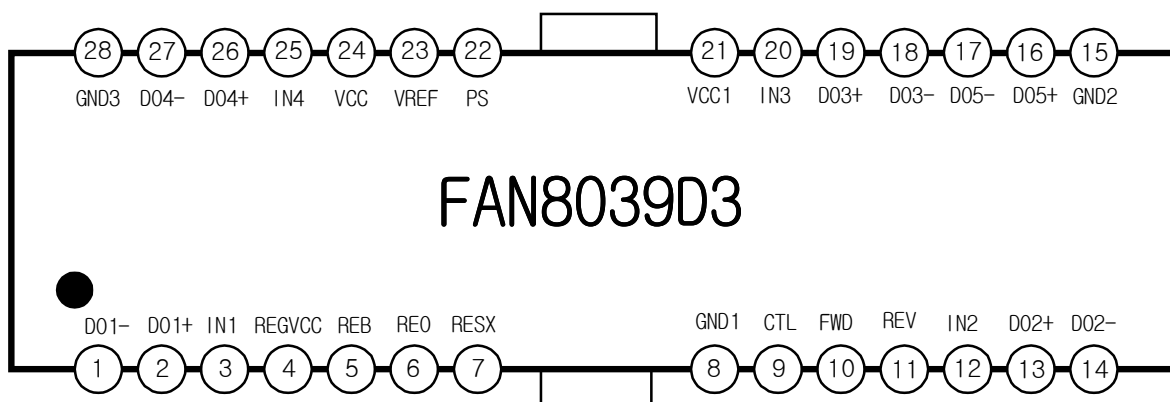 28 27 26 25 24 23 22 21 20 19 18 17 16 15
GND3 DO4- DO4+ IN4 VCC VREF PS VCC1 IN3 DO3+ DO3- DO5- DO5+ GND2
FAN8039D3
DO1- DO1+ IN1 REGVCC REB REO RESX GND1 CTL FWD REV IN2 DO2+ DO2-
1 2 3 4 5 6 7 8 9 10 11 12 13 14